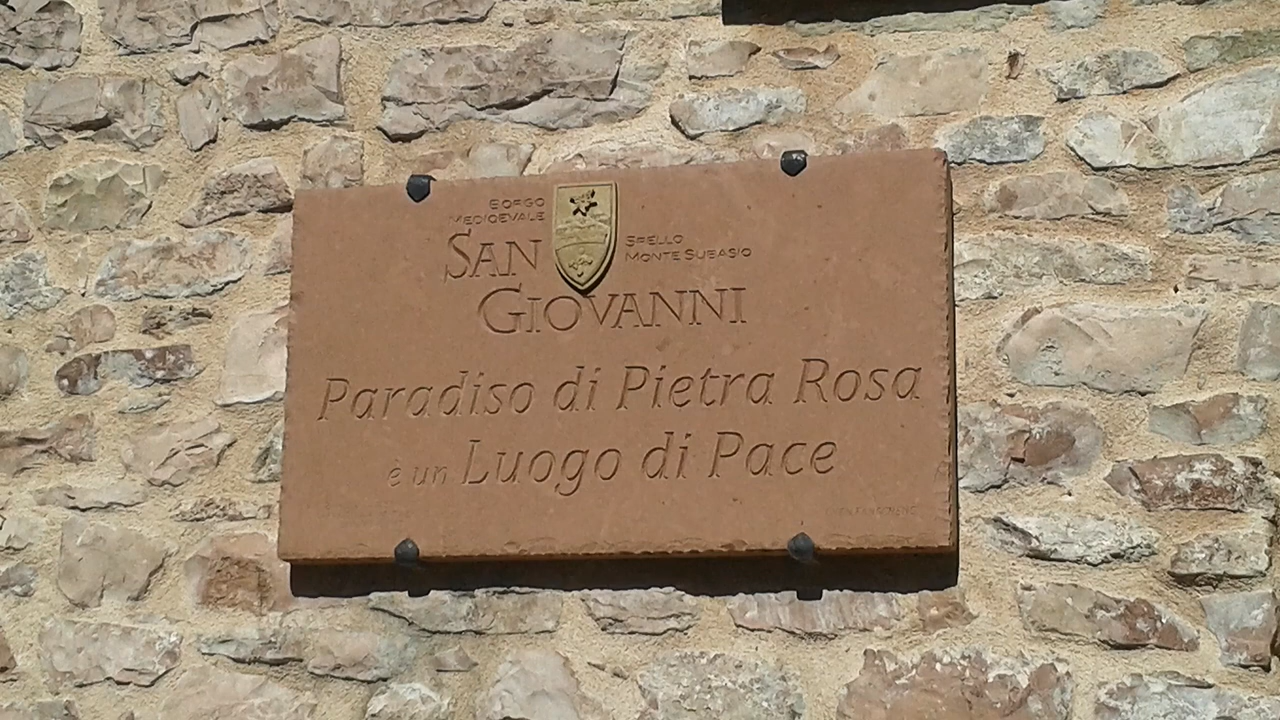 BORGO
MEDIOEVALE
SAN
SPELLO
MONTE SUBASIO
GIOVANNI
Paradiso di Pietra Rosa
è un Luogo di Pace